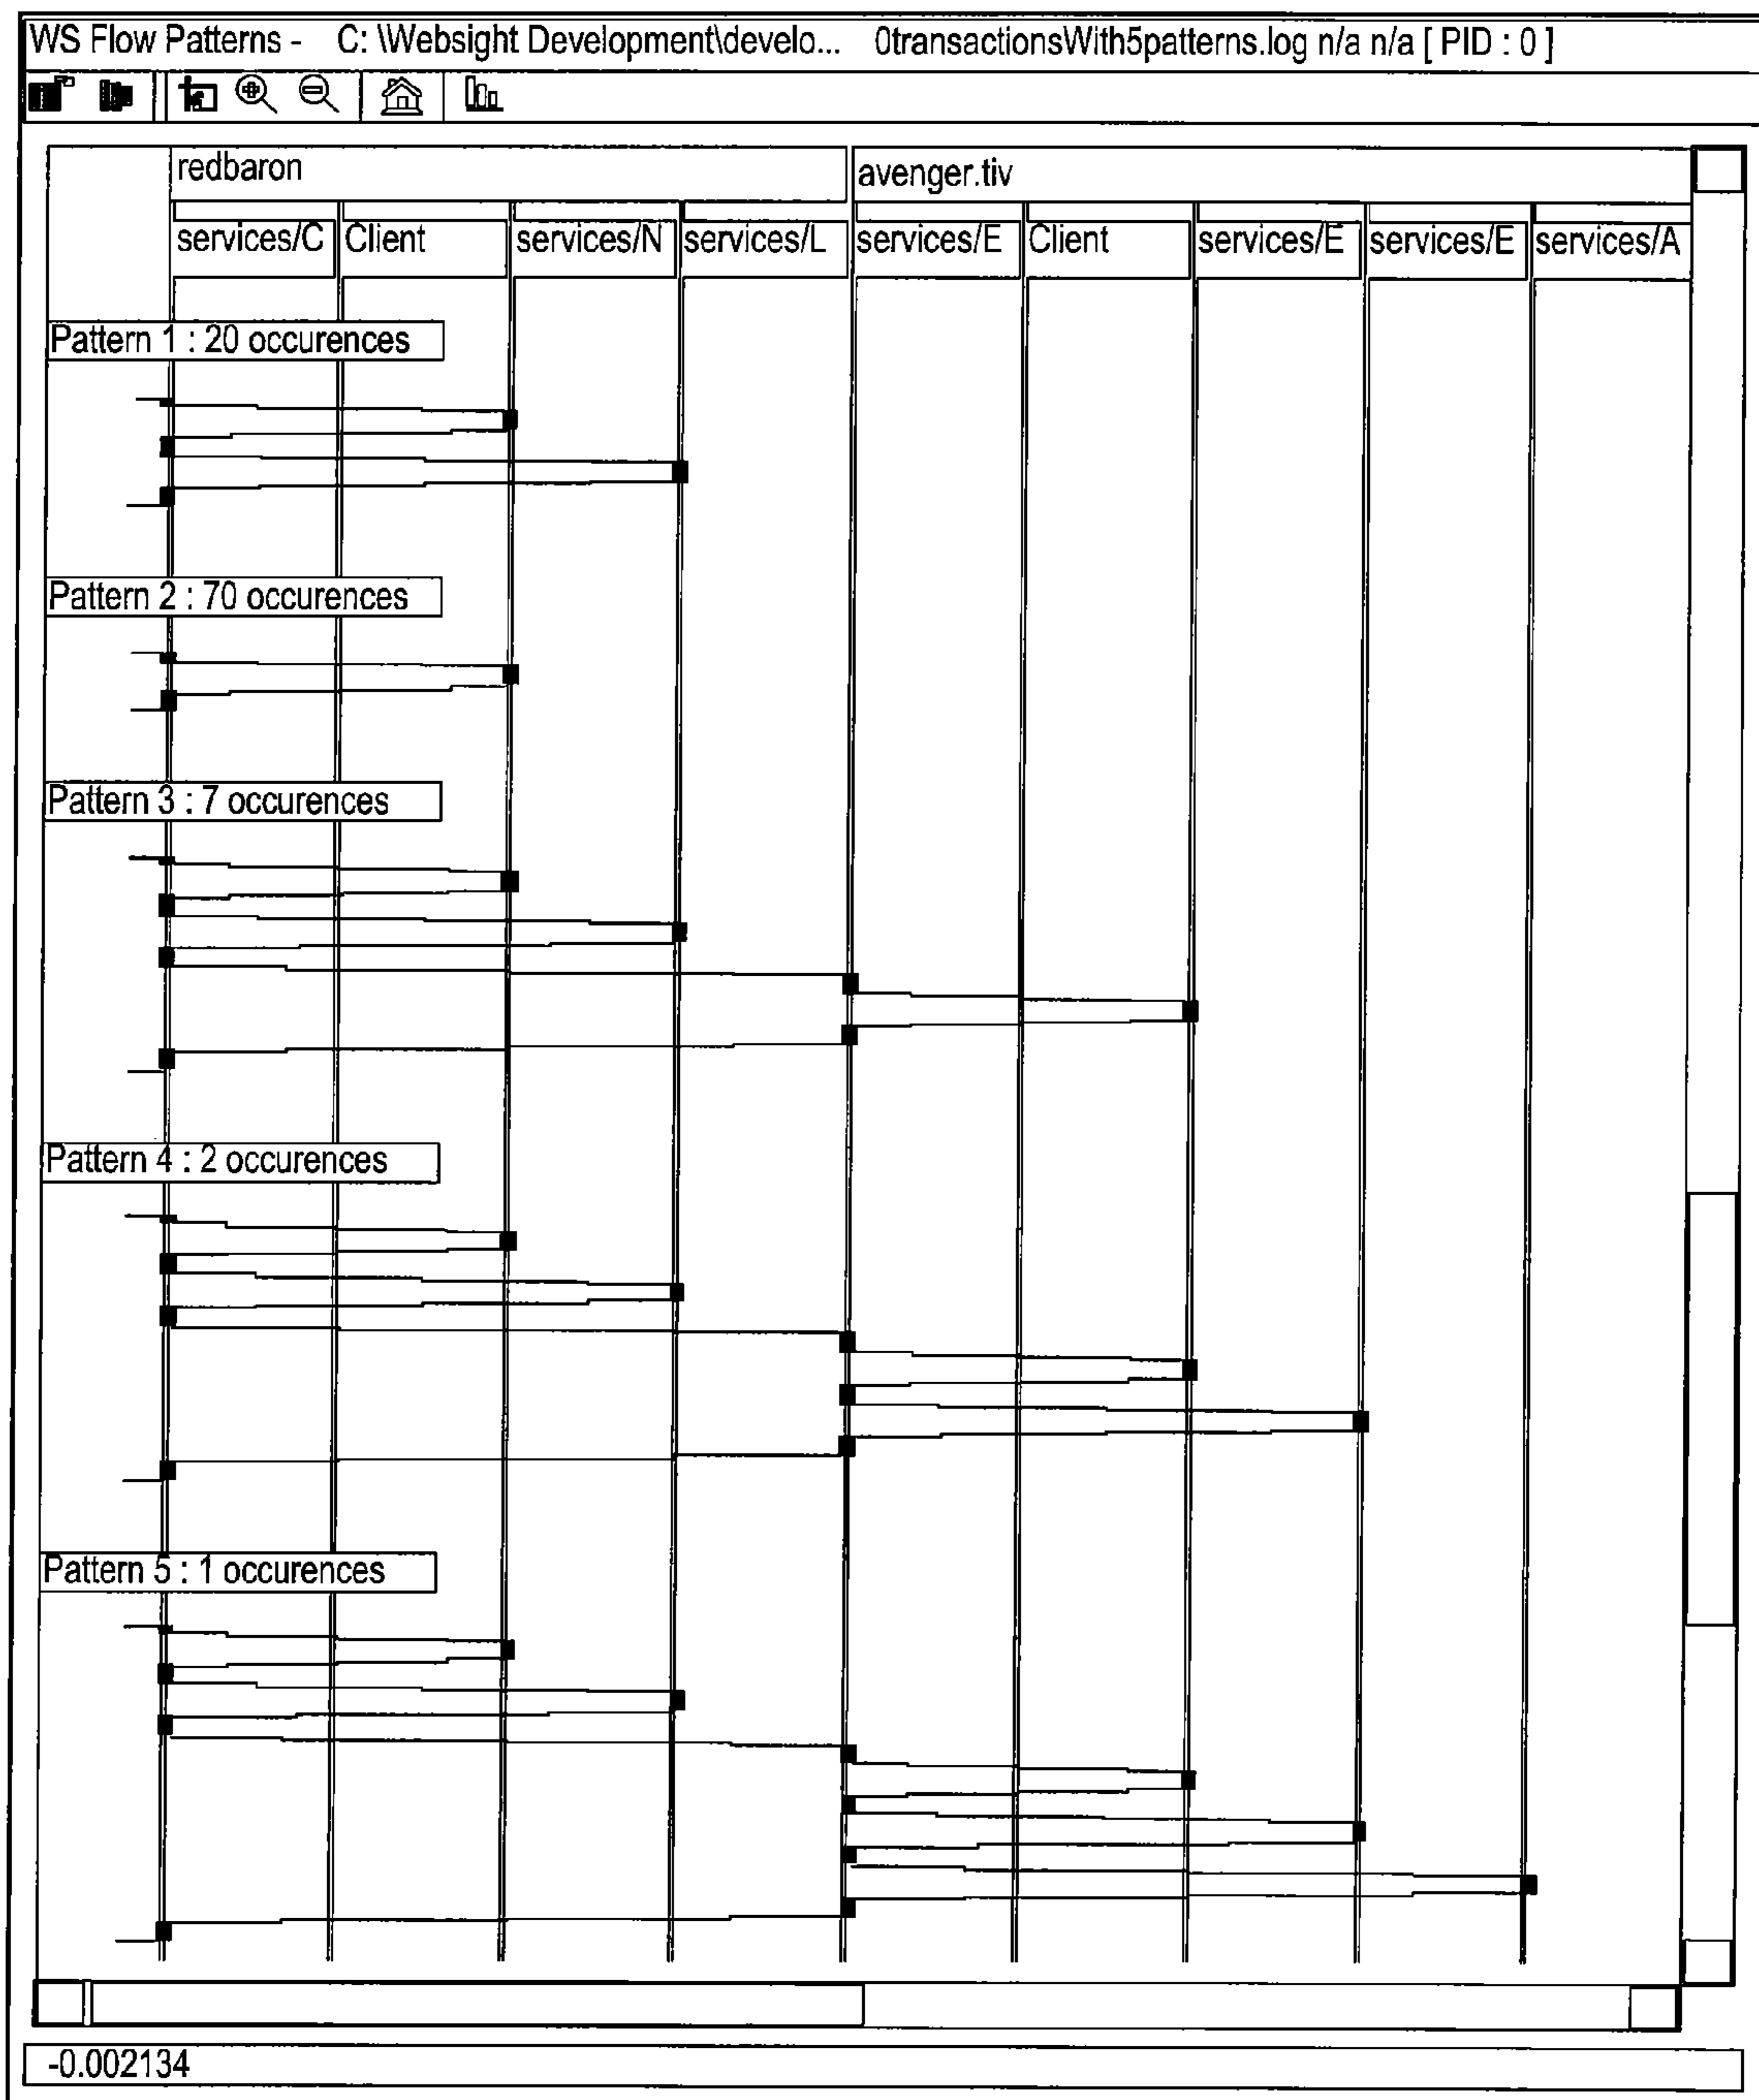 WS Flow Patterns - C: \Websight Development\develo... 0transactionsWith5patterns.log n/a n/a [ PID : 0 ]
redbaron avenger.tiv
services/C Client services/N services/L services/E Client services/E services/E services/A
Pattern 1 : 20 occurences
Pattern 2 : 70 occurences
Pattern 3 : 7 occurences
Pattern 4 : 2 occurences
Pattern 5 : 1 occurences
-0.002134